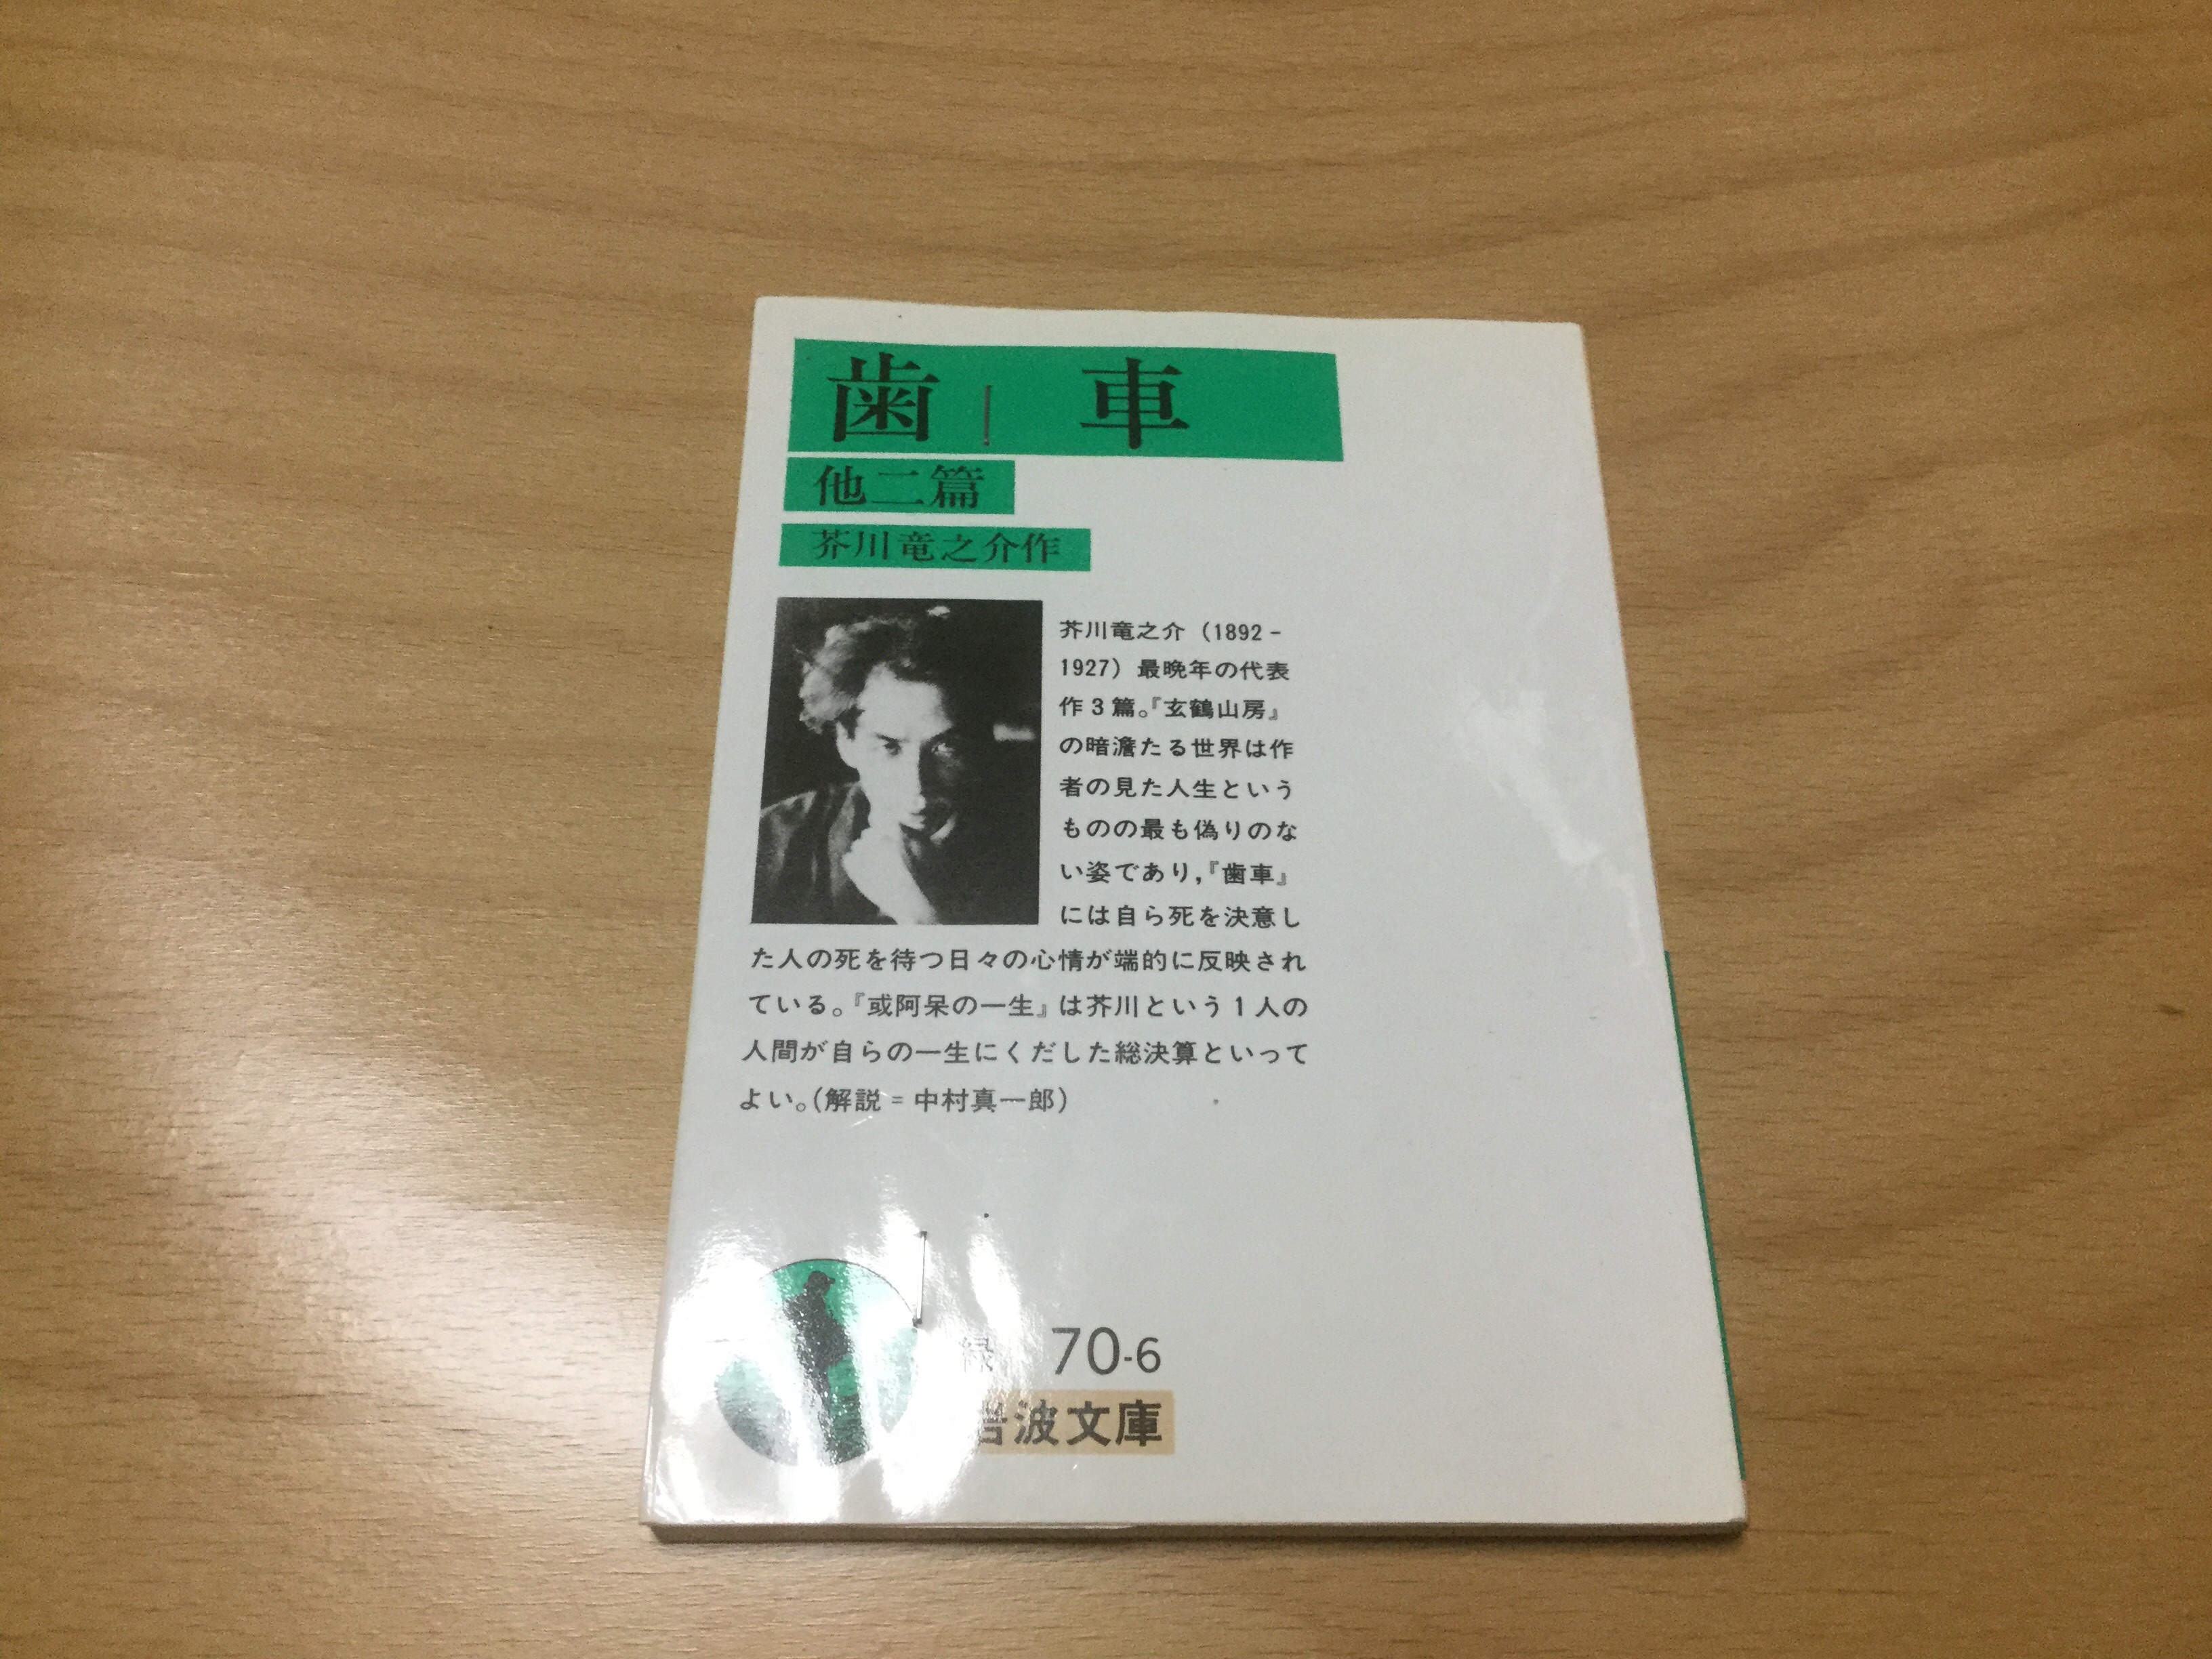 歯車
他二篇
芥川竜之介作
芥川竜之介（1892-
1927）最晩年の代表
作3篇。『玄鶴山房』
の暗澹たる世界は作
者の見た人生という
ものの最も偽りのな
い姿であり,『歯車』
には自ら死を決意し
た人の死を待つ日々の心情が端的に反映され
ている。『或阿呆の一生』は芥川という1人の
人間が自らの一生にくだした総決算といって
よい。(解説=中村真一郎)
緑 70-6
岩波文庫